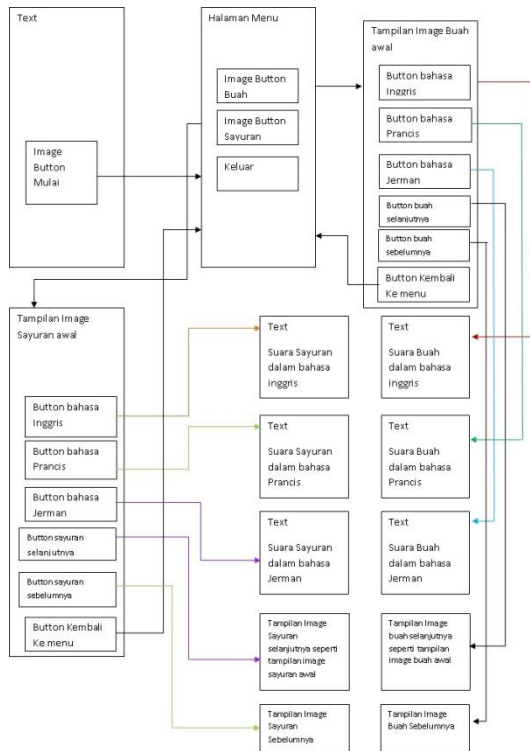 Text
Image
Button
Mulai
Halaman Menu
Image Button
Buah
Image Button
Sayuran
Keluar
Tampilan Image Buah
awal
Button bahasa
Inggris
Button bahasa
Prancis
Button bahasa
Jerman
Button buah
selanjutnya
Button buah
sebelumnya
Button Kembali
Ke menu
Tampilan Image
Sayuran awal
Button bahasa
Inggris
Button bahasa
Prancis
Button bahasa
Jerman
Button sayuran
selanjutnya
Button sayuran
sebelumnya
Button Kembali
Ke menu
Text
Suara Sayuran
dalam bahasa
inggris
Text
Suara Buah
dalam bahasa
inggris
Text
Suara Sayuran
dalam bahasa
Prancis
Text
Suara Buah
dalam bahasa
Prancis
Text
Suara Sayuran
dalam bahasa
Jerman
Text
Suara Buah
dalam bahasa
Jerman
Tampilan Image
Sayuran
selanjutnya seperti
tampilan image
sayuran awal
Tampilan Image
buah selanjutnya
seperti tampilan
image buah awal
Tampilan Image
Sayuran
Sebelumnya
Tampilan Image
Buah Sebelumnya